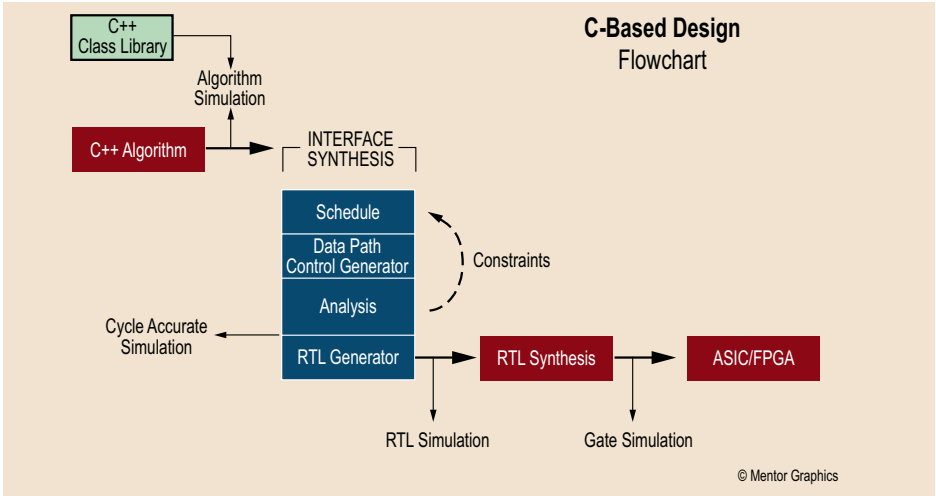 C++
Class Library
C-Based Design
Flowchart
Algorithm
Simulation
C++ Algorithm
INTERFACE
SYNTHESIS
Schedule
Data Path
Control Generator
Constraints
Analysis
Cycle Accurate
Simulation
RTL Generator
RTL Synthesis
ASIC/FPGA
RTL Simulation
Gate Simulation
© Mentor Graphics